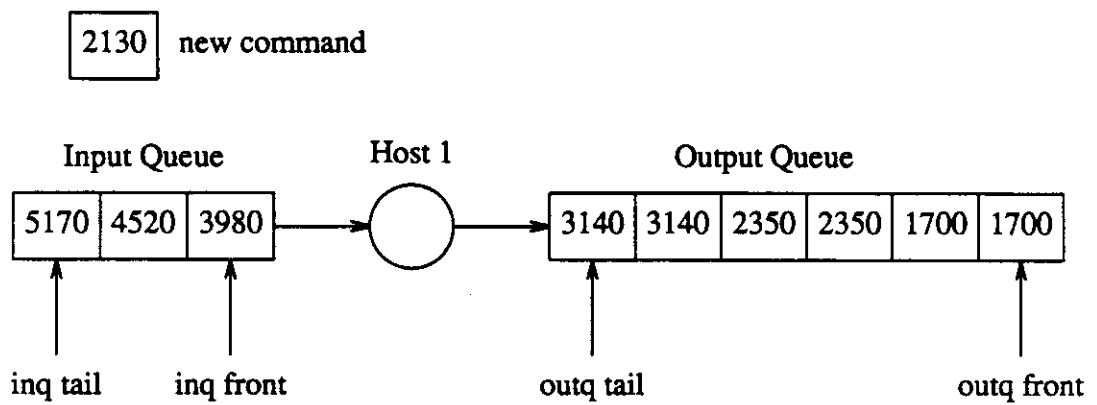 2130 new command
Input Queue Host 1 Output Queue
5170 4520 3980 3140 3140 2350 2350 1700 1700
inq tail inq front outq tail outq front